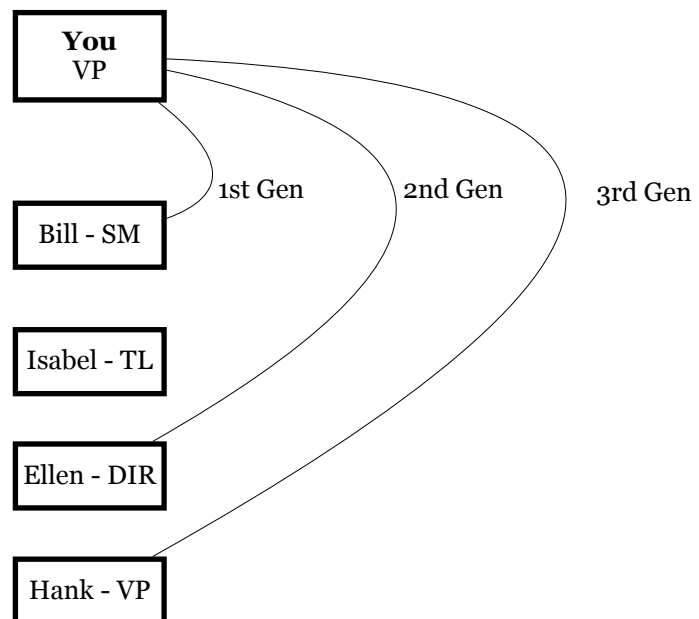 You
VP
1st Gen
2nd Gen
3rd Gen
Bill - SM
Isabel - TL
Ellen - DIR
Hank - VP